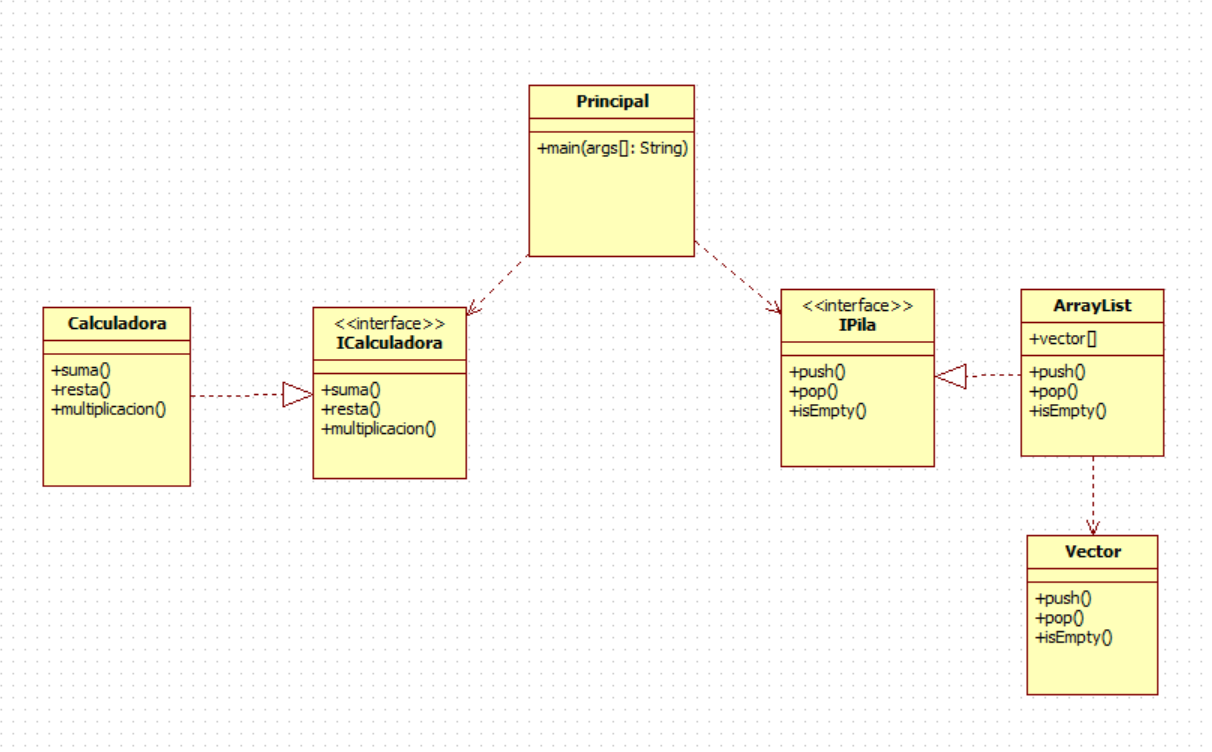 Principal
+main(args[]: String)
Calculadora
+suma()
+resta()
+multiplicacion()
<<interface>>
ICalculadora
+suma()
+resta()
+multiplicacion()
<<interface>>
IPila
+push()
+pop()
+isEmpty()
ArrayList
+vector[]
+push()
+pop()
+isEmpty()
Vector
+push()
+pop()
+isEmpty()